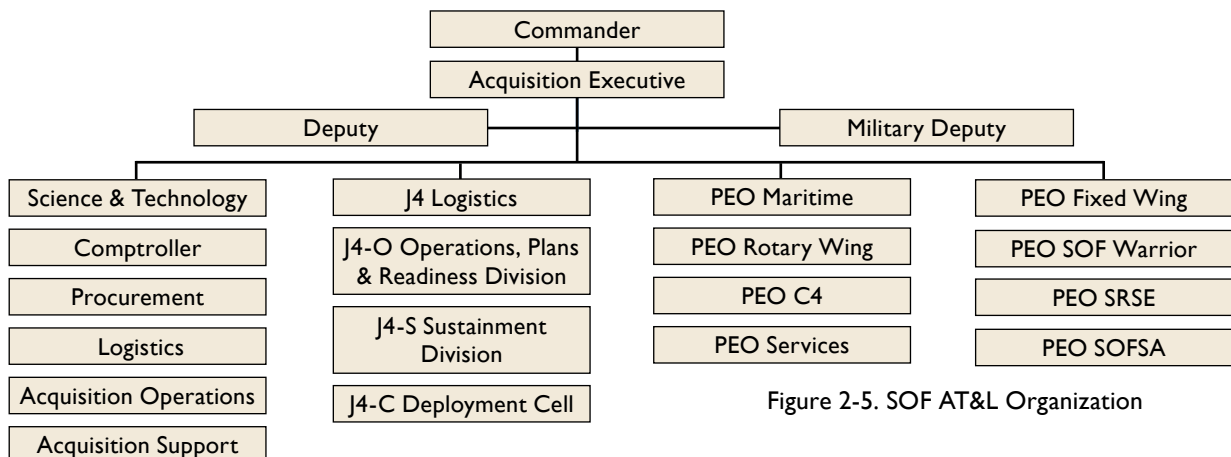 Commander
Acquisition Executive
Deputy
Military Deputy
Science & Technology
Comptroller
Procurement
Logistics
Acquisition Operations
Acquisition Support
J4 Logistics
J4-O Operations, Plans
& Readiness Division
J4-S Sustainment
Division
J4-C Deployment Cell
PEO Maritime
PEO Rotary Wing
PEO C4
PEO Services
PEO Fixed Wing
PEO SOF Warrior
PEO SRSE
PEO SOFSA
Figure 2-5. SOF AT&L Organization